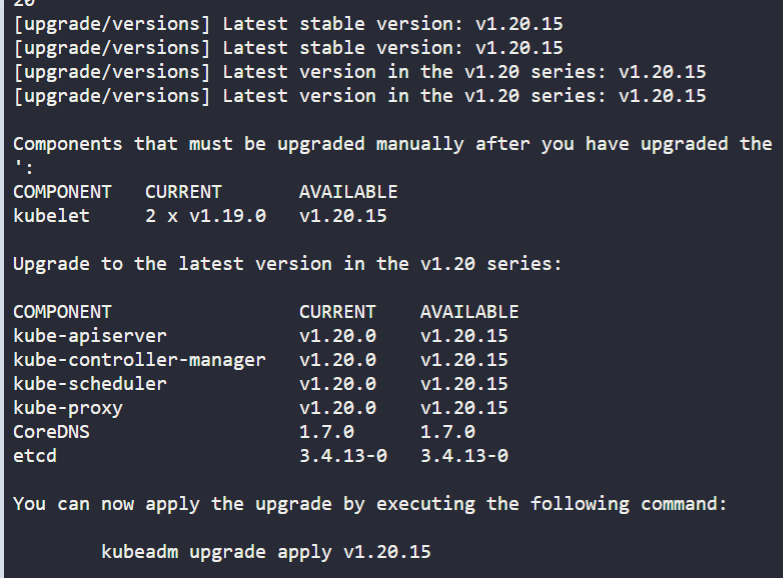 20
[upgrade/versions] Latest stable version: v1.20.15
[upgrade/versions] Latest stable version: v1.20.15
[upgrade/versions] Latest version in the v1.20 series: v1.20.15
[upgrade/versions] Latest version in the v1.20 series: v1.20.15
Components that must be upgraded manually after you have upgraded the
':
COMPONENT   CURRENT       AVAILABLE
kubelet     2 x v1.19.0   v1.20.15
Upgrade to the latest version in the v1.20 series:
COMPONENT                 CURRENT    AVAILABLE
kube-apiserver            v1.20.0    v1.20.15
kube-controller-manager   v1.20.0    v1.20.15
kube-scheduler            v1.20.0    v1.20.15
kube-proxy                v1.20.0    v1.20.15
CoreDNS                   1.7.0      1.7.0
etcd                      3.4.13-0   3.4.13-0
You can now apply the upgrade by executing the following command:
        kubeadm upgrade apply v1.20.15